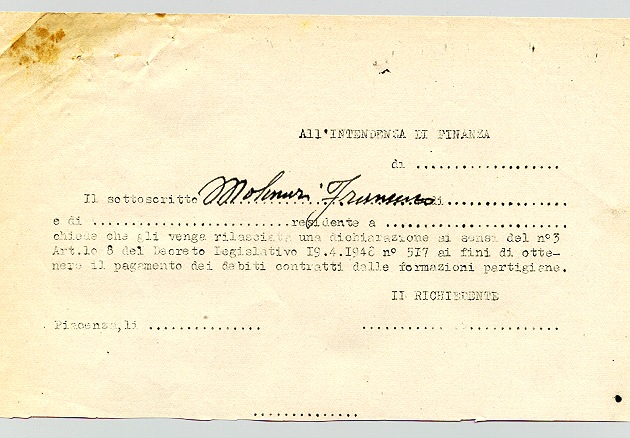 All'INTENDENZA DI FINANZA
di ..................
Il sottoscritto Molinari Francesco di ...............
e di ........................residente a .......................
chiede che gli venga rilasciata una dichiarazione ai sensi del n°3
Art.lo 8 del Decreto Legislativo 19.4.1948 n° 517 ai fini di otte-
nere il pagamento dei debiti contratti dalle formazioni partigiane.
Il RICHIEDENTE
Piacenza,li ..............